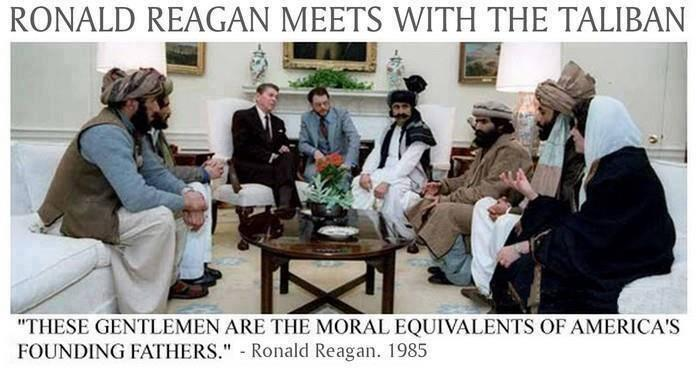 RONALD REAGAN MEETS WITH THE TALIBAN
"THESE GENTLEMEN ARE THE MORAL EQUIVALENTS OF AMERICA'S
FOUNDING FATHERS." - Ronald Reagan. 1985